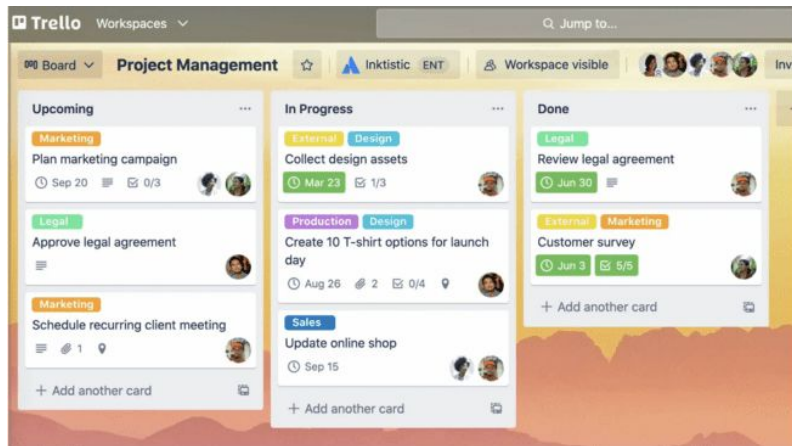 Trello Workspaces Jump to...
Board Project Management Inktistic ENT Workspace visible Inv
Upcoming
Marketing
Plan marketing campaign
Sep 20 0/3
Legal
Approve legal agreement
Marketing
Schedule recurring client meeting
1
+ Add another card
In Progress
External Design
Collect design assets
Mar 23 1/3
Production Design
Create 10 T-shirt options for launch
day
Aug 26 2 0/4
Sales
Update online shop
Sep 15
+ Add another card
Done
Legal
Review legal agreement
Jun 30
External Marketing
Customer survey
Jun 3 5/5
+ Add another card